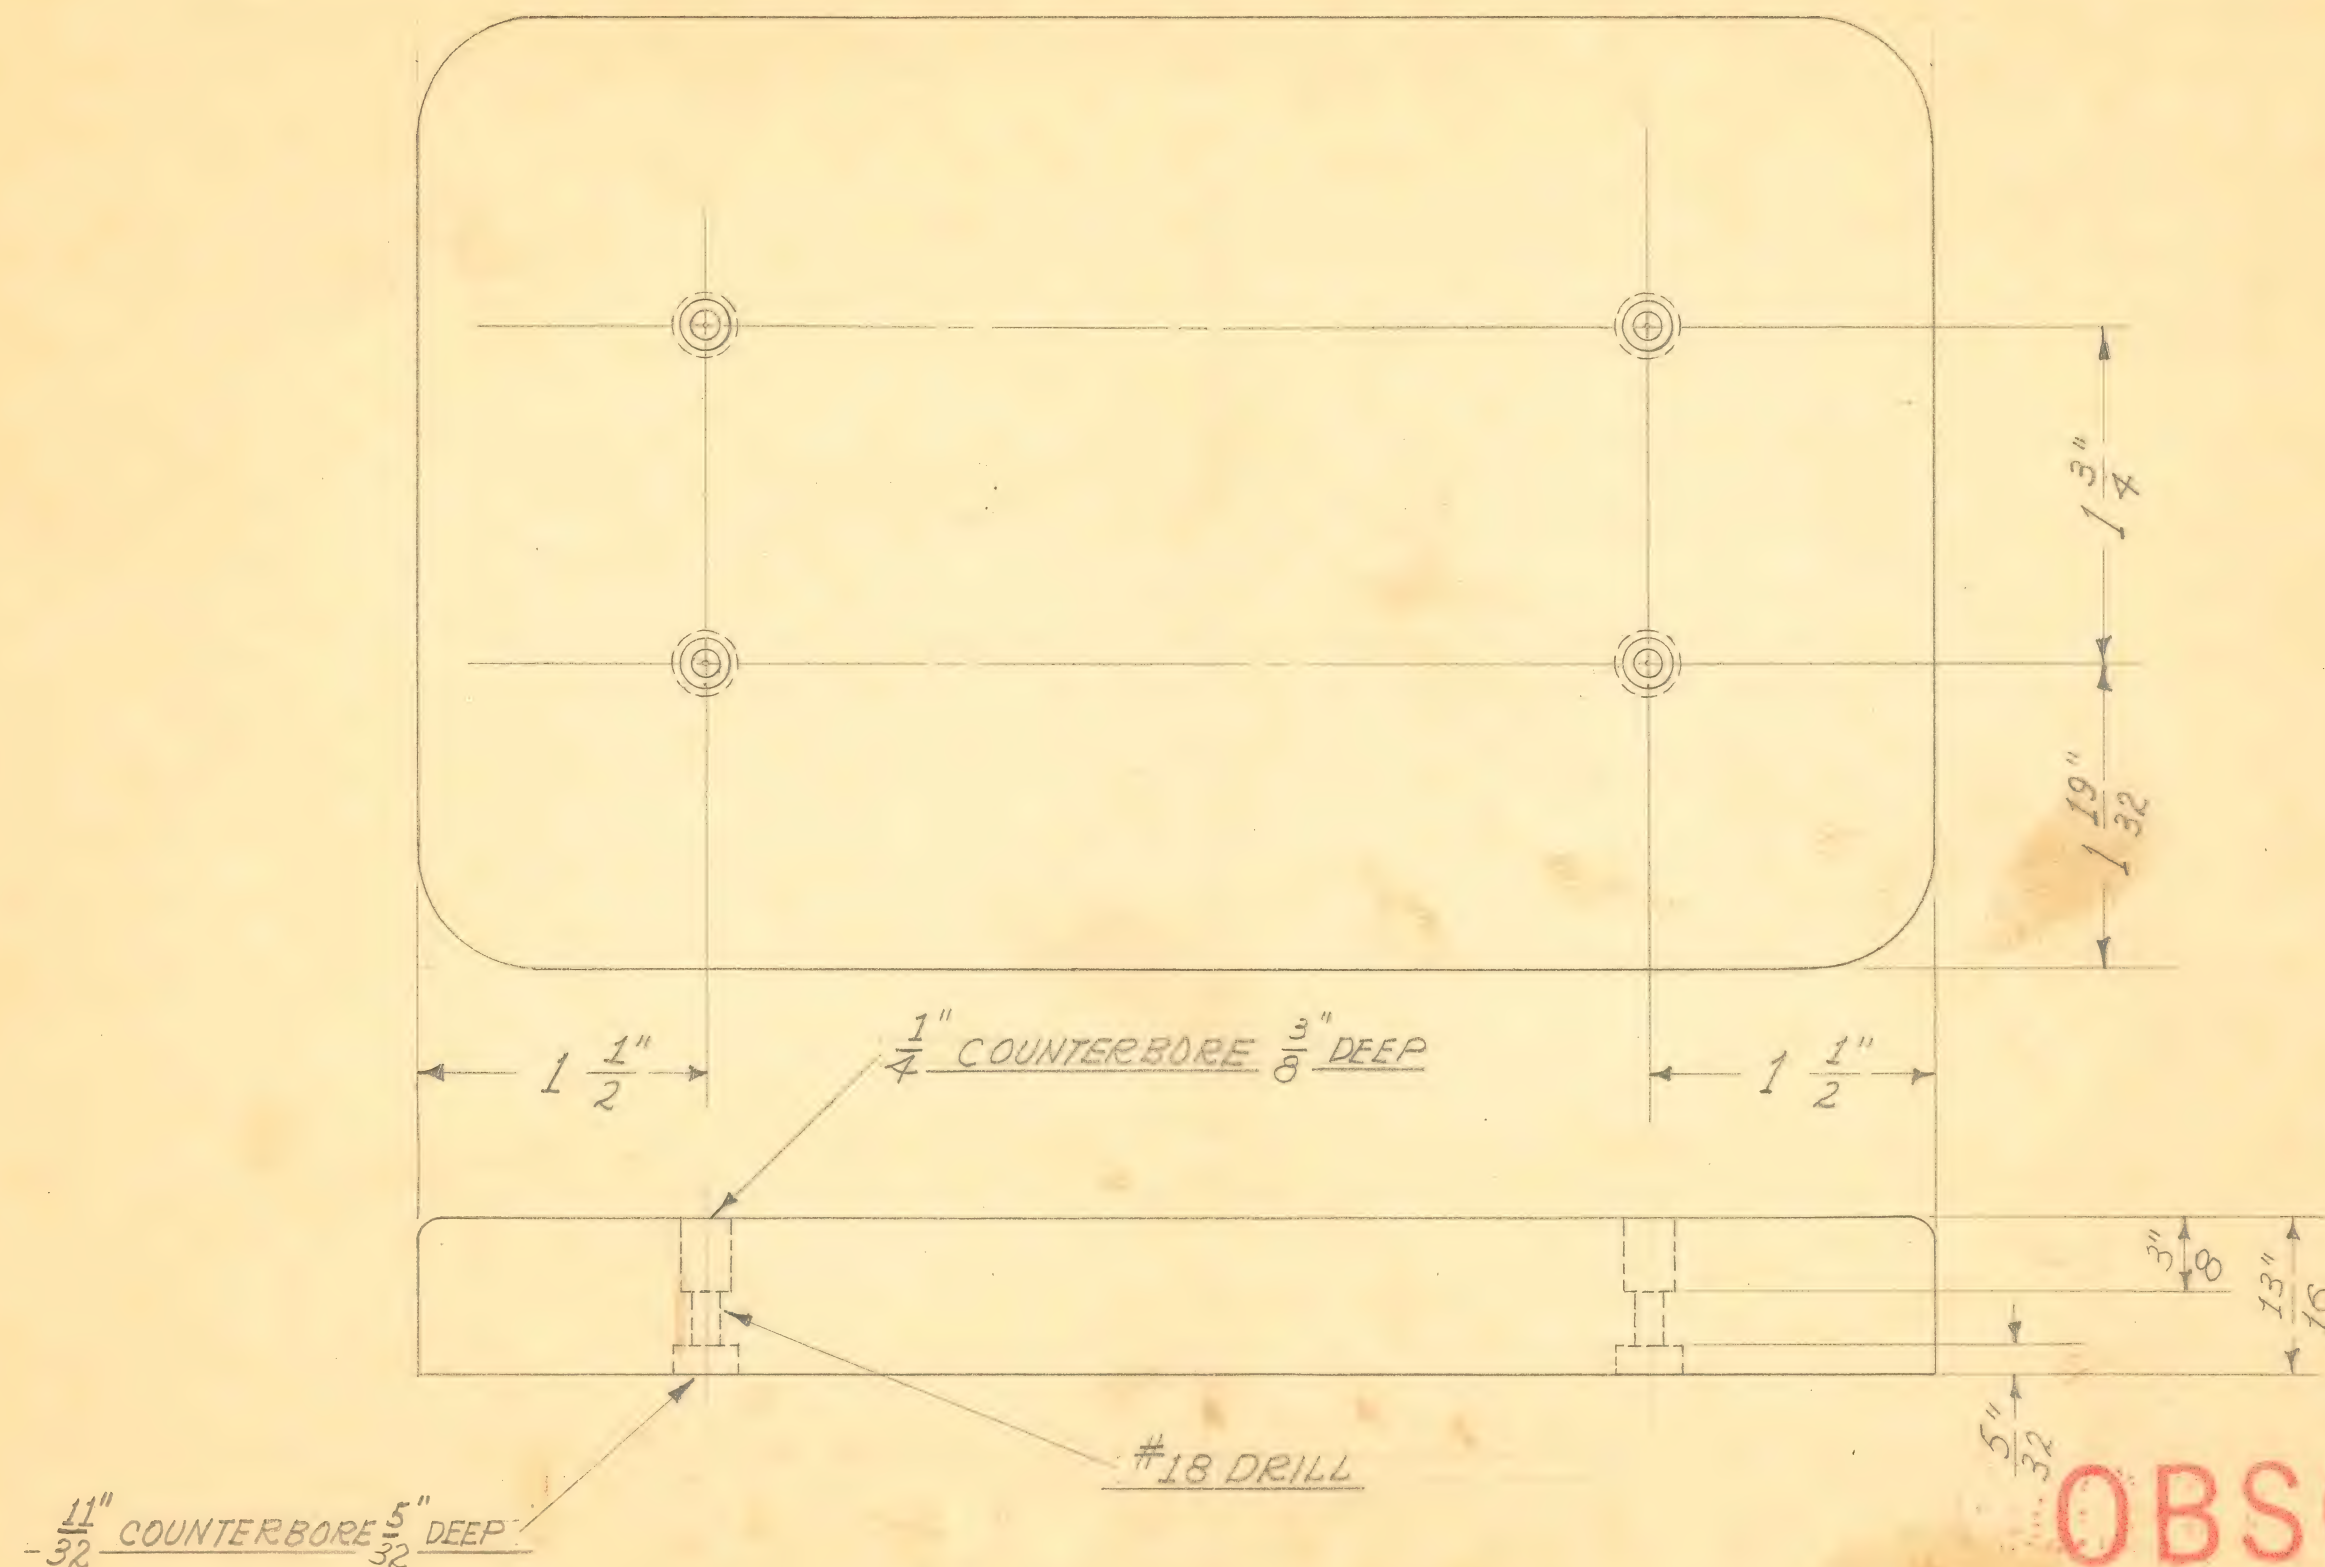 1 3/4"
1 19/32"
1 1/2"
1/4" COUNTERBORE 3/8" DEEP
1 1/2"
3/8"
13/16"
5/32"
#18 DRILL
11/32" COUNTERBORE 5/32" DEEP
OBS